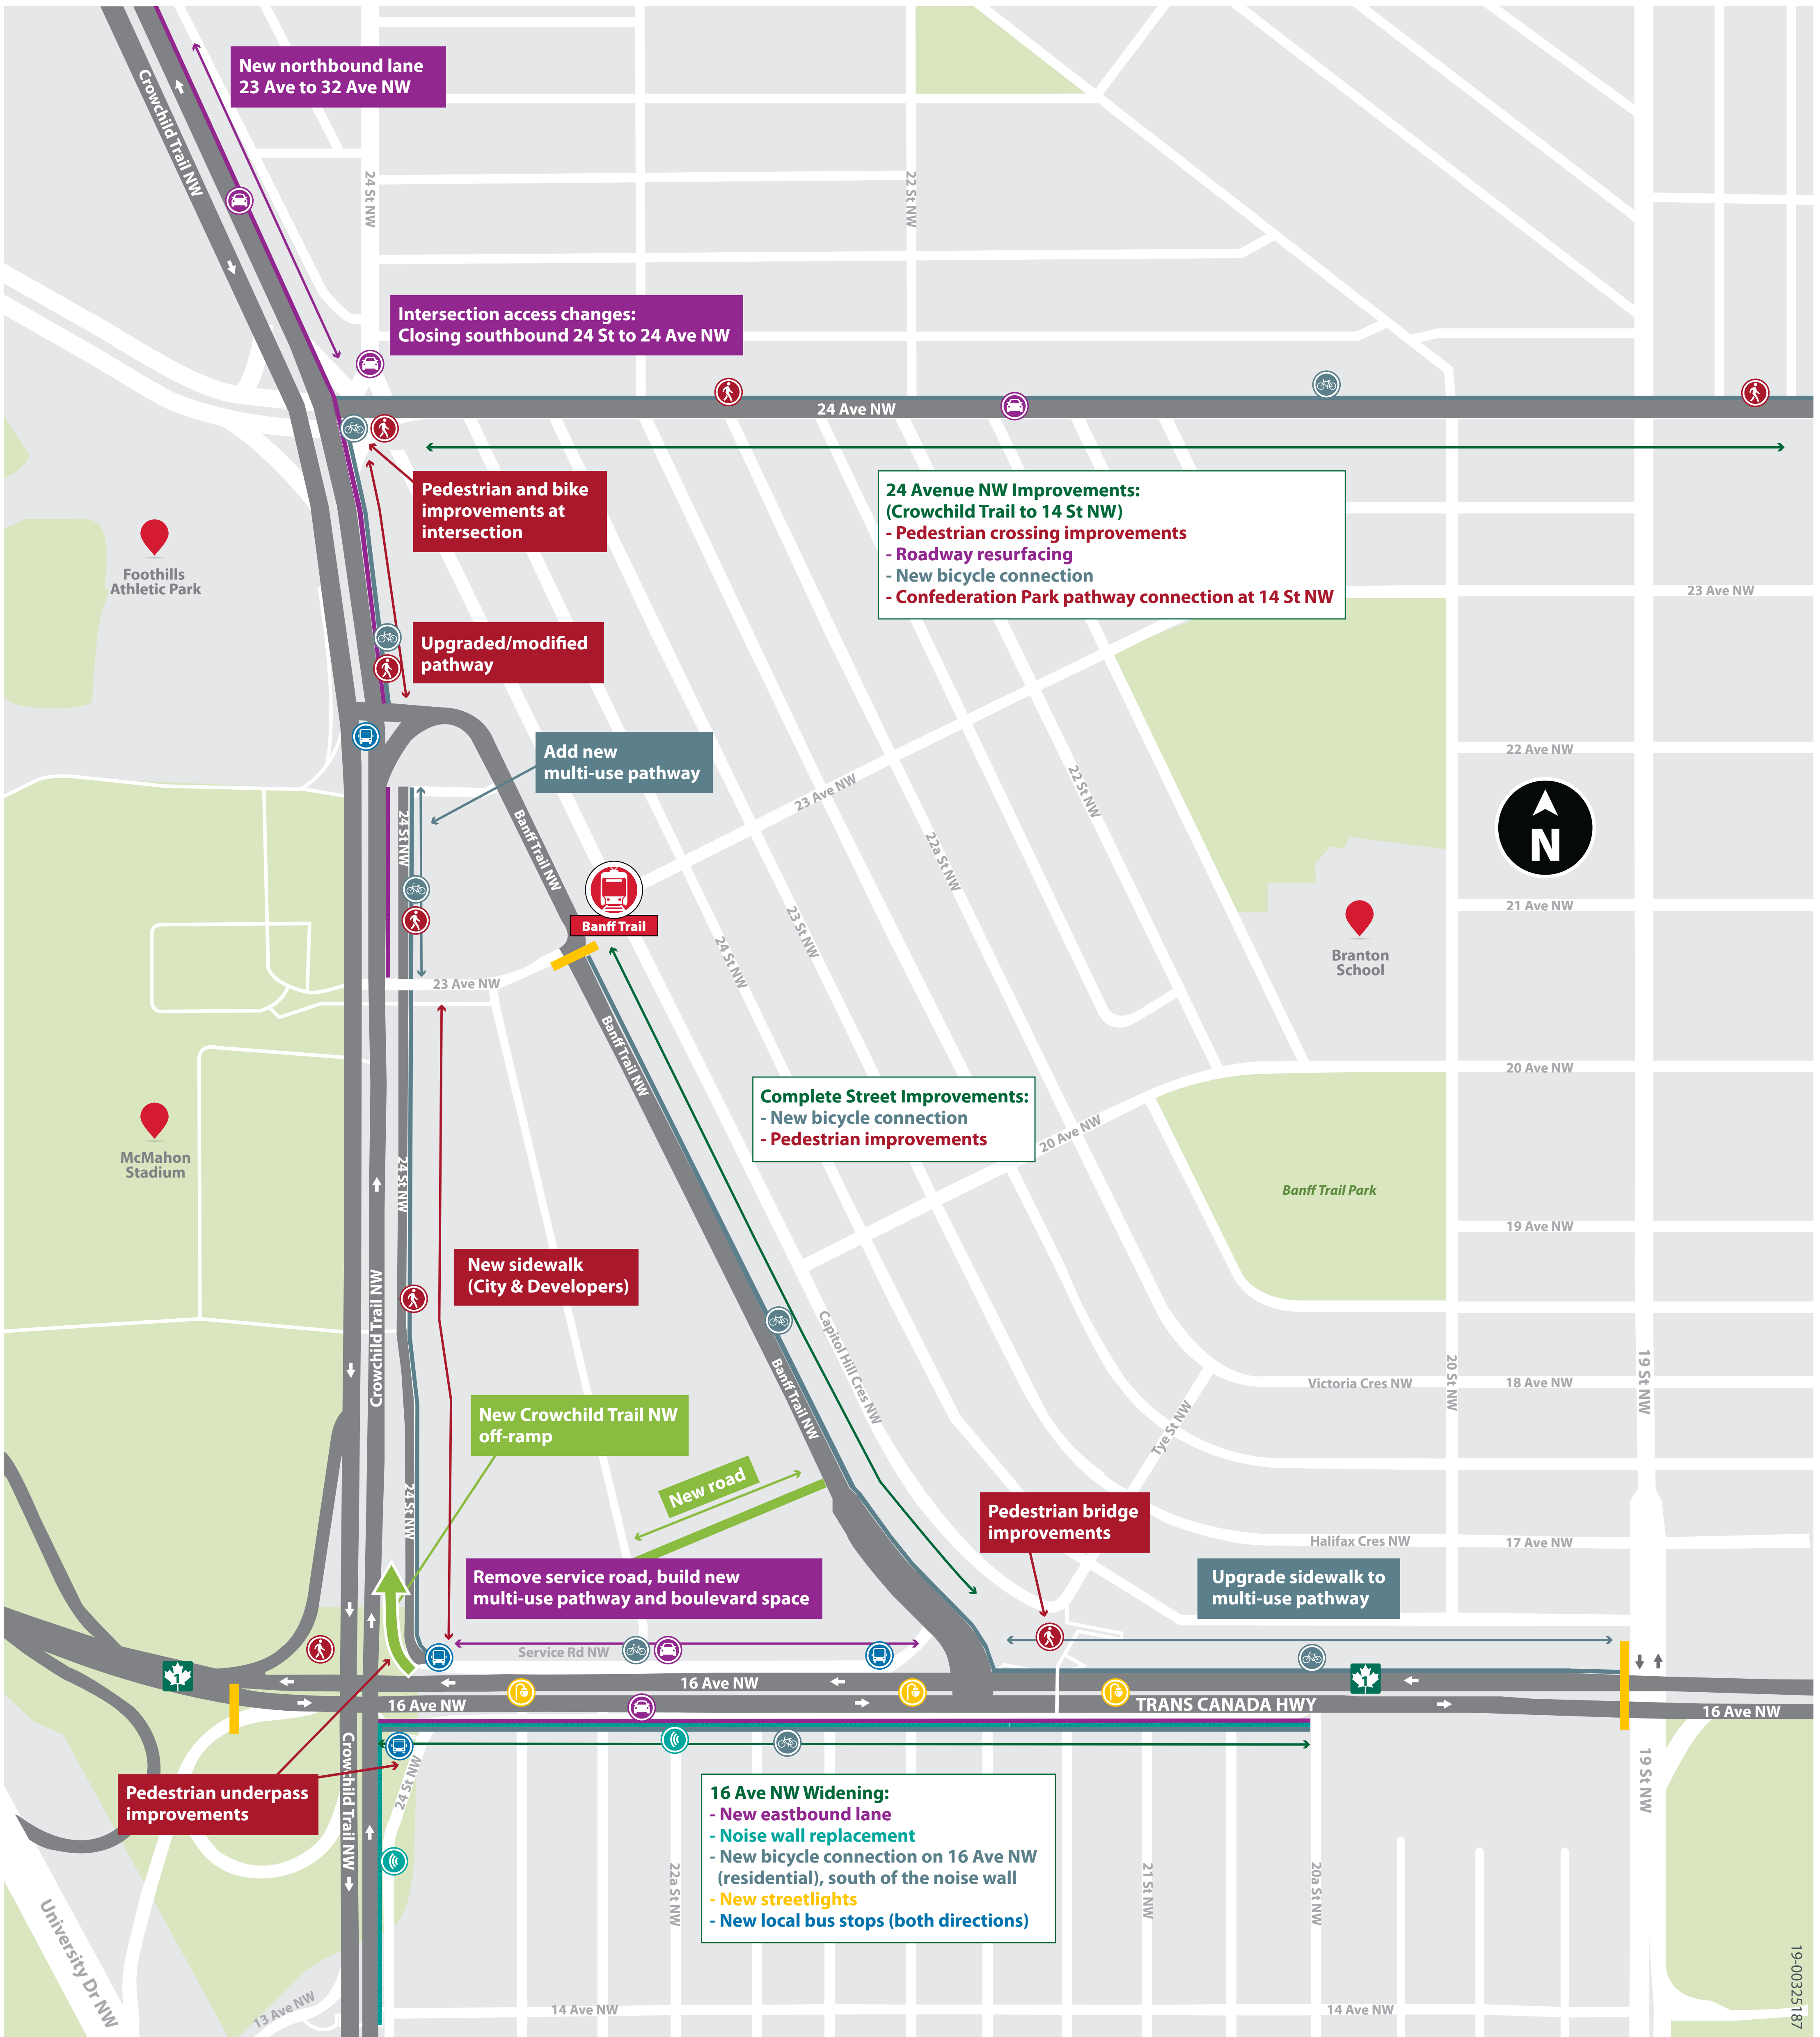 New northbound lane
23 Ave to 32 Ave NW
Crowchild Trail NW
24 St NW
22 St NW
Intersection access changes:
Closing southbound 24 St to 24 Ave NW
24 Ave NW
Pedestrian and bike
improvements at
intersection
24 Avenue NW Improvements:
(Crowchild Trail to 14 St NW)
- Pedestrian crossing improvements
- Roadway resurfacing
- New bicycle connection
- Confederation Park pathway connection at 14 St NW
Foothills
Athletic Park
23 Ave NW
Upgraded/modified
pathway
Add new
multi-use pathway
22 Ave NW
23 Ave NW
22 St NW
24 St NW
Banff Trail NW
22a St NW
N
Banff Trail
21 Ave NW
23 St NW
24 St NW
Branton
School
23 Ave NW
Banff Trail NW
20 Ave NW
Complete Street Improvements:
- New bicycle connection
- Pedestrian improvements
20 Ave NW
McMahon
Stadium
24 St NW
Banff Trail Park
19 Ave NW
New sidewalk
(City & Developers)
Crowchild Trail NW
Capitol Hill Cres NW
Banff Trail NW
Victoria Cres NW
20 St NW
18 Ave NW
19 St NW
New Crowchild Trail NW
off-ramp
Tye St NW
New road
24 St NW
Pedestrian bridge
improvements
Halifax Cres NW
17 Ave NW
Remove service road, build new
multi-use pathway and boulevard space
Upgrade sidewalk to
multi-use pathway
Service Rd NW
1
16 Ave NW
1
16 Ave NW
TRANS CANADA HWY
16 Ave NW
Crowchild Trail NW
24 St NW
19 St NW
Pedestrian underpass
improvements
16 Ave NW Widening:
- New eastbound lane
- Noise wall replacement
- New bicycle connection on 16 Ave NW
(residential), south of the noise wall
- New streetlights
- New local bus stops (both directions)
22a St NW
21 St NW
20a St NW
University Dr NW
13 Ave NW
14 Ave NW
14 Ave NW
19-00325187